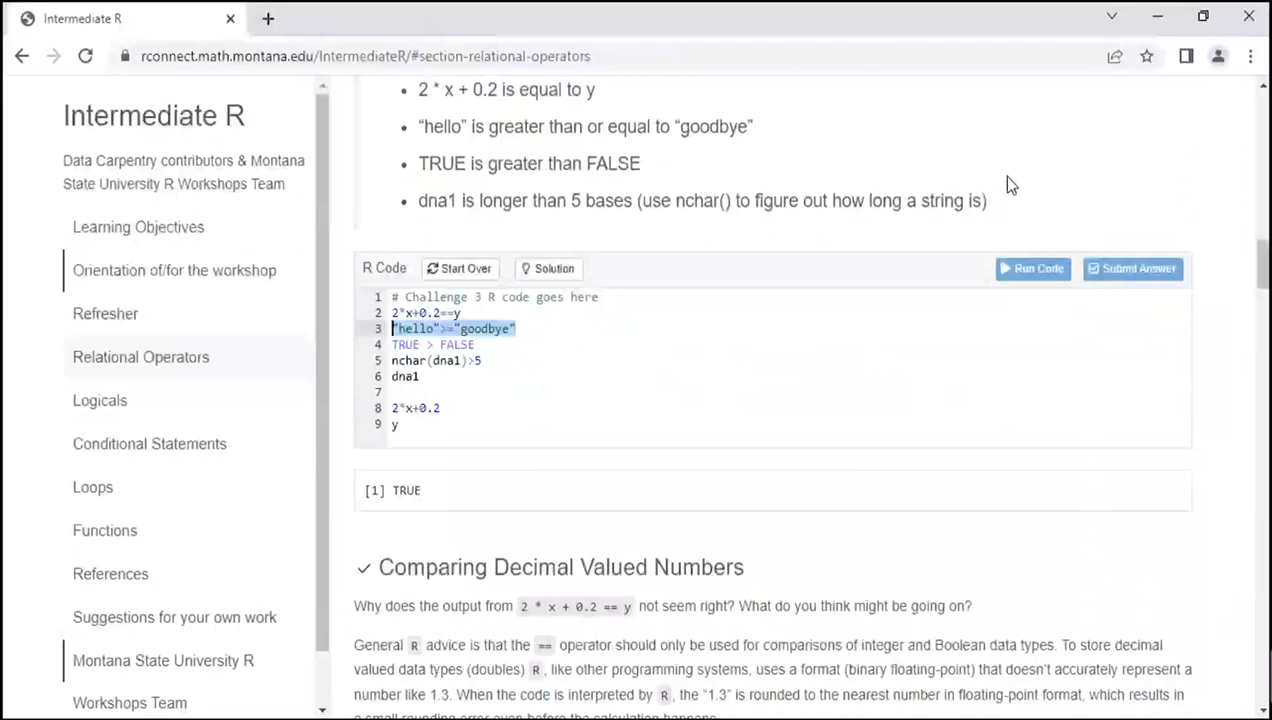 Intermediate R
rconnect.math.montana.edu/IntermediateR/#section-relational-operators
Intermediate R
Data Carpentry contributors & Montana
State University R Workshops Team
Learning Objectives
Orientation of/for the workshop
Refresher
Relational Operators
Logicals
Conditional Statements
Loops
Functions
References
Suggestions for your own work
Montana State University R
Workshops Team
2 * x + 0.2 is equal to y
“hello” is greater than or equal to “goodbye”
TRUE is greater than FALSE
dna1 is longer than 5 bases (use nchar() to figure out how long a string is)
R Code Start Over Solution Run Code Submit Answer
1 # Challenge 3 R code goes here
2 2*x+0.2==y
3 "hello">="goodbye"
4 TRUE > FALSE
5 nchar(dna1)>5
6 dna1
7
8 2*x+0.2
9 y
[1] TRUE
Comparing Decimal Valued Numbers
Why does the output from 2 * x + 0.2 == y not seem right? What do you think might be going on?
General R advice is that the == operator should only be used for comparisons of integer and Boolean data types. To store decimal
valued data types (doubles) R, like other programming systems, uses a format (binary floating-point) that doesn’t accurately represent a
number like 1.3. When the code is interpreted by R, the “1.3” is rounded to the nearest number in floating-point format, which results in
a small rounding error even before the calculation happens.